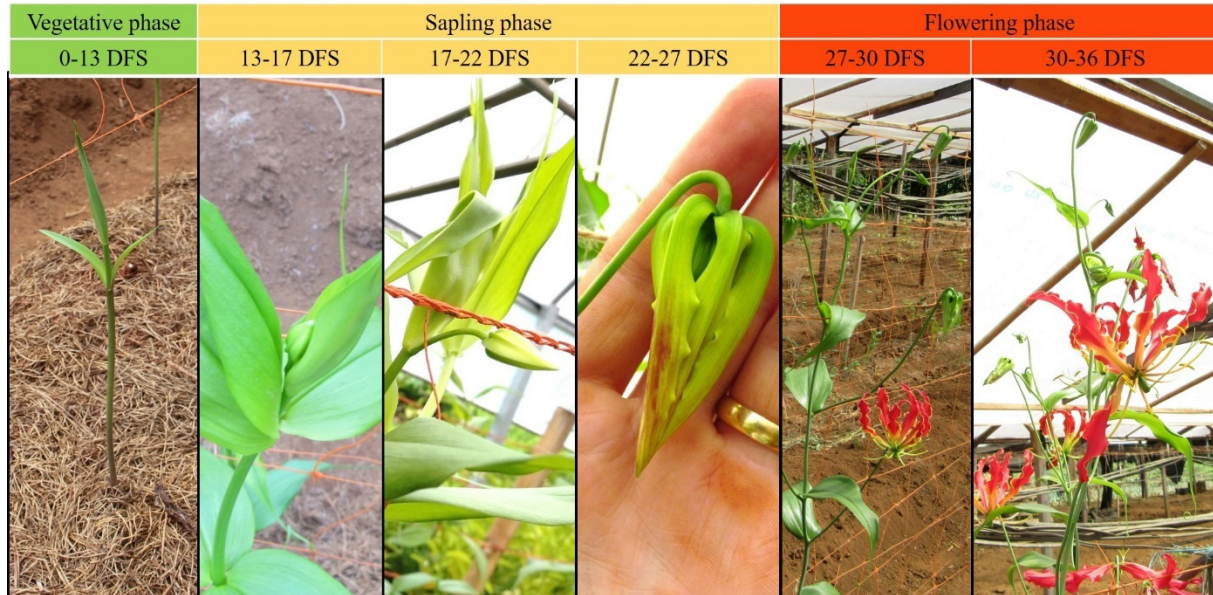 Vegetative phase
Sapling phase
Flowering phase
0-13 DFS
13-17 DFS
17-22 DFS
22-27 DFS
27-30 DFS
30-36 DFS